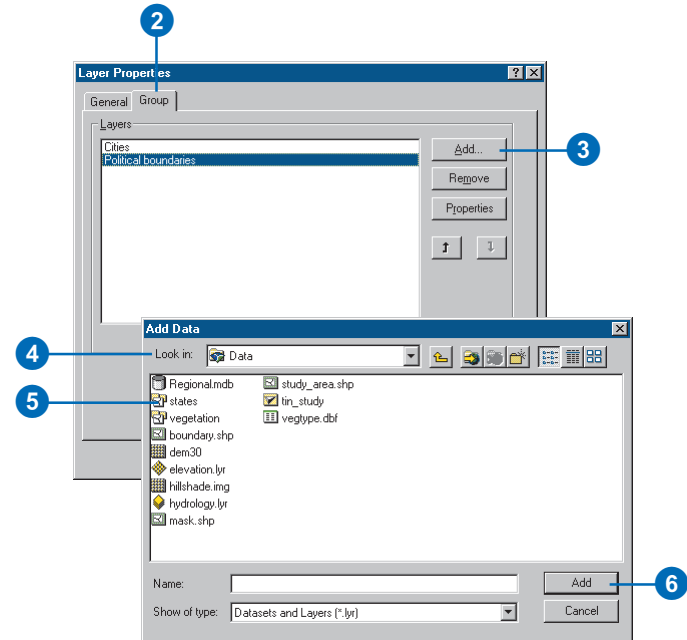 2
Layer Properties
General
Group
Layers
Cities
Political boundaries
Add...
3
Remove
Properties
Add Data
4
Look in:
Data
5
Regional.mdb
states
vegetation
boundary.shp
dem30
elevation.lyr
hillshade.img
hydrology.lyr
mask.shp
study_area.shp
tin_study
vegtype.dbf
Name:
Add
6
Show of type:
Datasets and Layers (*.lyr)
Cancel